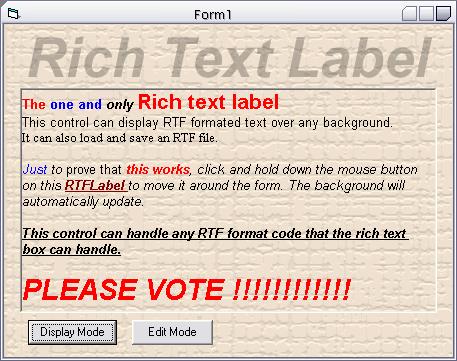 Form1
Rich Text Label
The one and only Rich text label
This control can display RTF formated text over any background.
It can also load and save an RTF file.
Just to prove that this works, click and hold down the mouse button
on this RTFLabel to move it around the form. The background will
automatically update.
This control can handle any RTF format code that the rich text
box can handle.
PLEASE VOTE !!!!!!!!!!!!
Display Mode
Edit Mode